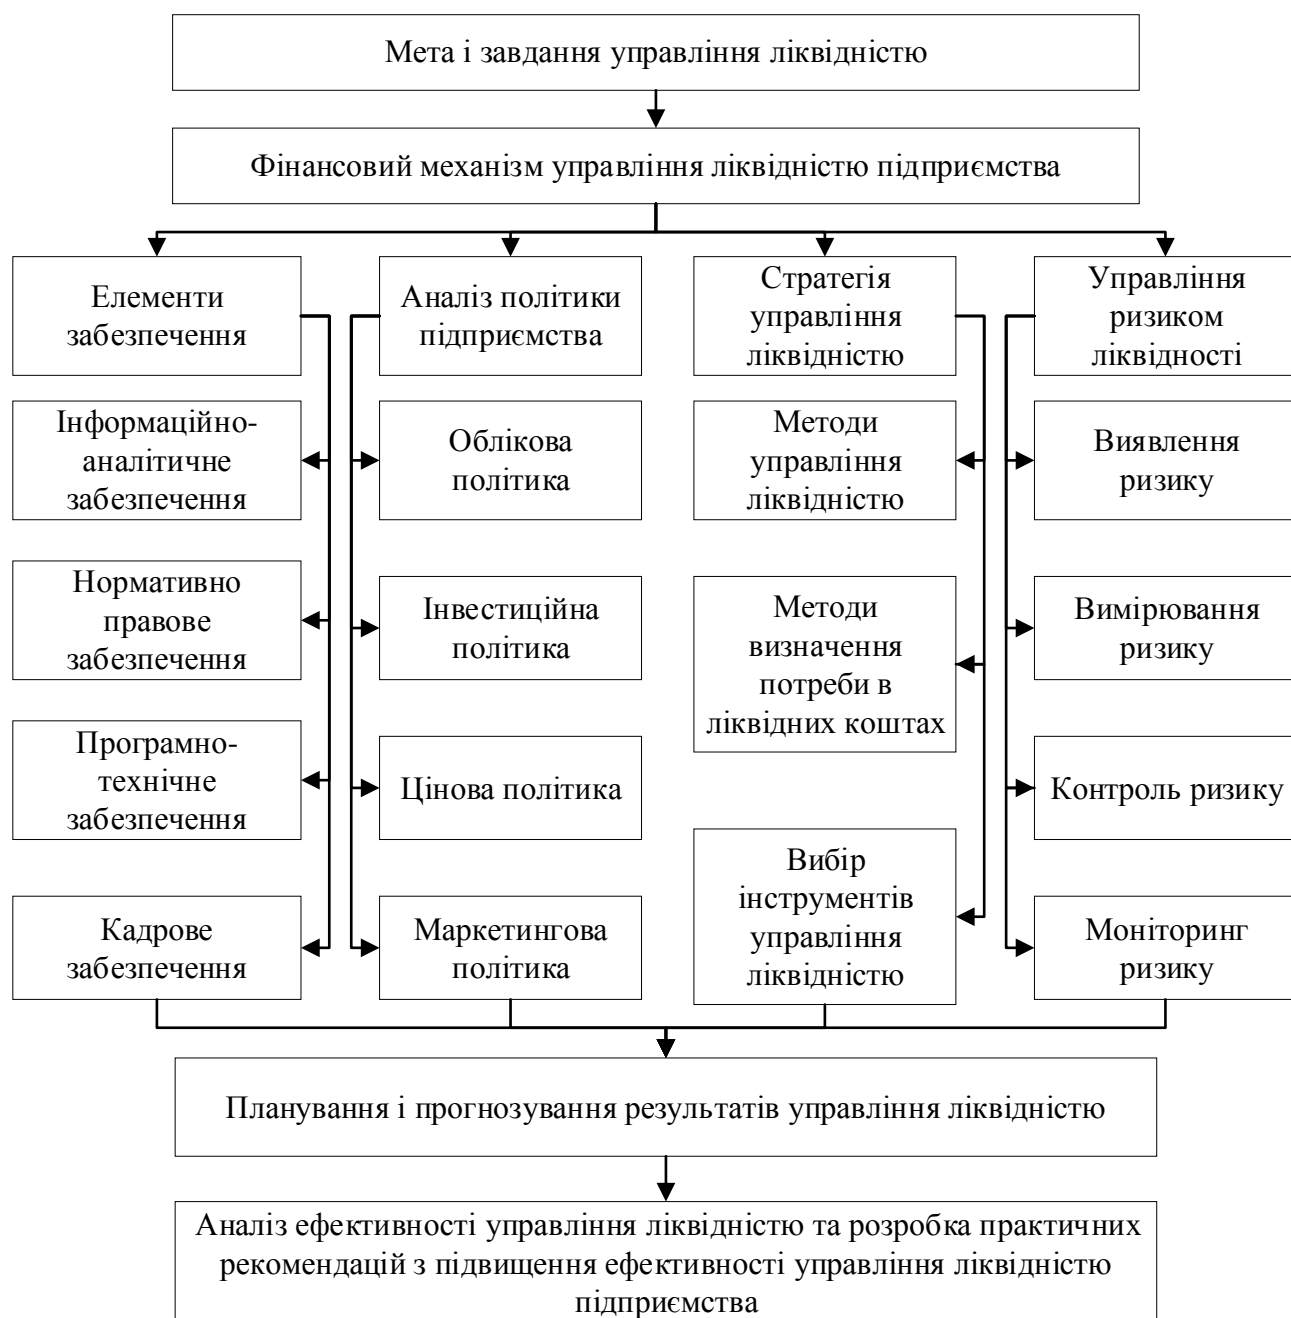 Мета і завдання управління ліквідністю
Фінансовий механізм управління ліквідністю підприємства
Елементи
забезпечення
Аналіз політики
підприємства
Стратегія
управління
ліквідністю
Управління
ризиком
ліквідності
Інформаційно-
аналітичне
забезпечення
Облікова
політика
Методи
управління
ліквідністю
Виявлення
ризику
Нормативно
правове
забезпечення
Інвестиційна
політика
Методи
визначення
потреби в
ліквідних коштах
Вимірювання
ризику
Програмно-
технічне
забезпечення
Цінова політика
Контроль ризику
Кадрове
забезпечення
Маркетингова
політика
Вибір
інструментів
управління
ліквідністю
Моніторинг
ризику
Планування і прогнозування результатів управління ліквідністю
Аналіз ефективності управління ліквідністю та розробка практичних
рекомендацій з підвищення ефективності управління ліквідністю
підприємства